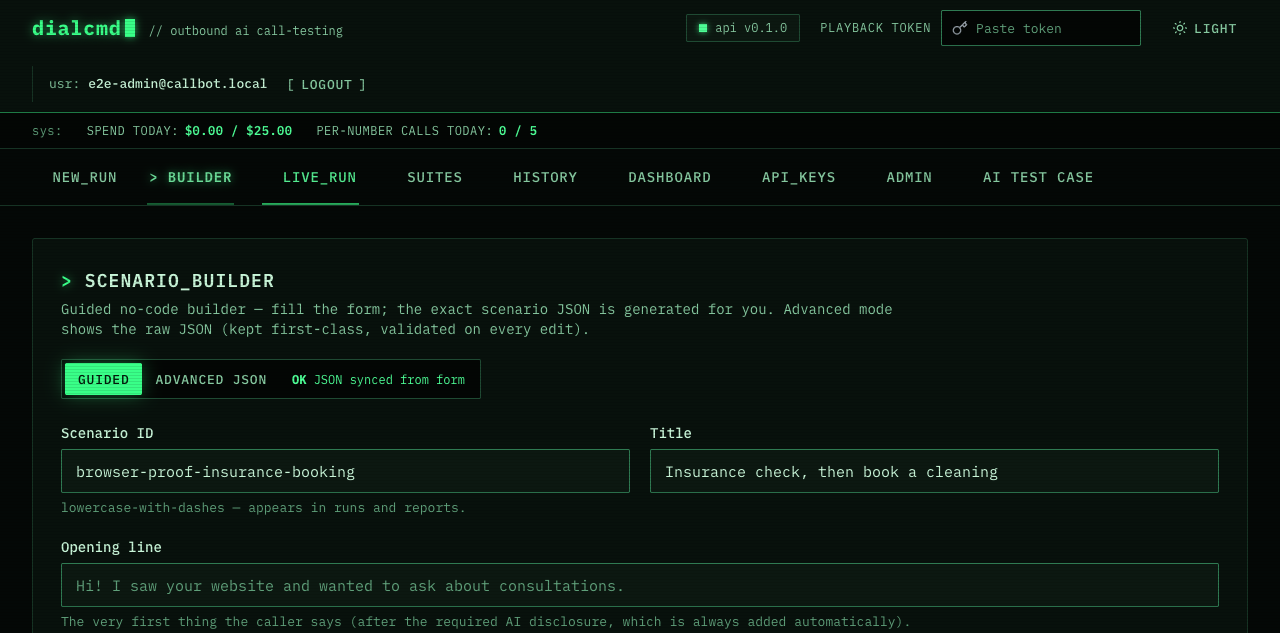 dialcmd // outbound ai call-testing api v0.1.0 PLAYBACK TOKEN Paste token LIGHT
usr: e2e-admin@callbot.local [ LOGOUT ]
sys: SPEND TODAY: $0.00 / $25.00 PER-NUMBER CALLS TODAY: 0 / 5
NEW_RUN > BUILDER LIVE_RUN SUITES HISTORY DASHBOARD API_KEYS ADMIN AI TEST CASE
> SCENARIO_BUILDER
Guided no-code builder — fill the form; the exact scenario JSON is generated for you. Advanced mode
shows the raw JSON (kept first-class, validated on every edit).
GUIDED ADVANCED JSON OK JSON synced from form
Scenario ID Title
browser-proof-insurance-booking Insurance check, then book a cleaning
lowercase-with-dashes — appears in runs and reports.
Opening line
Hi! I saw your website and wanted to ask about consultations.
The very first thing the caller says (after the required AI disclosure, which is always added automatically).